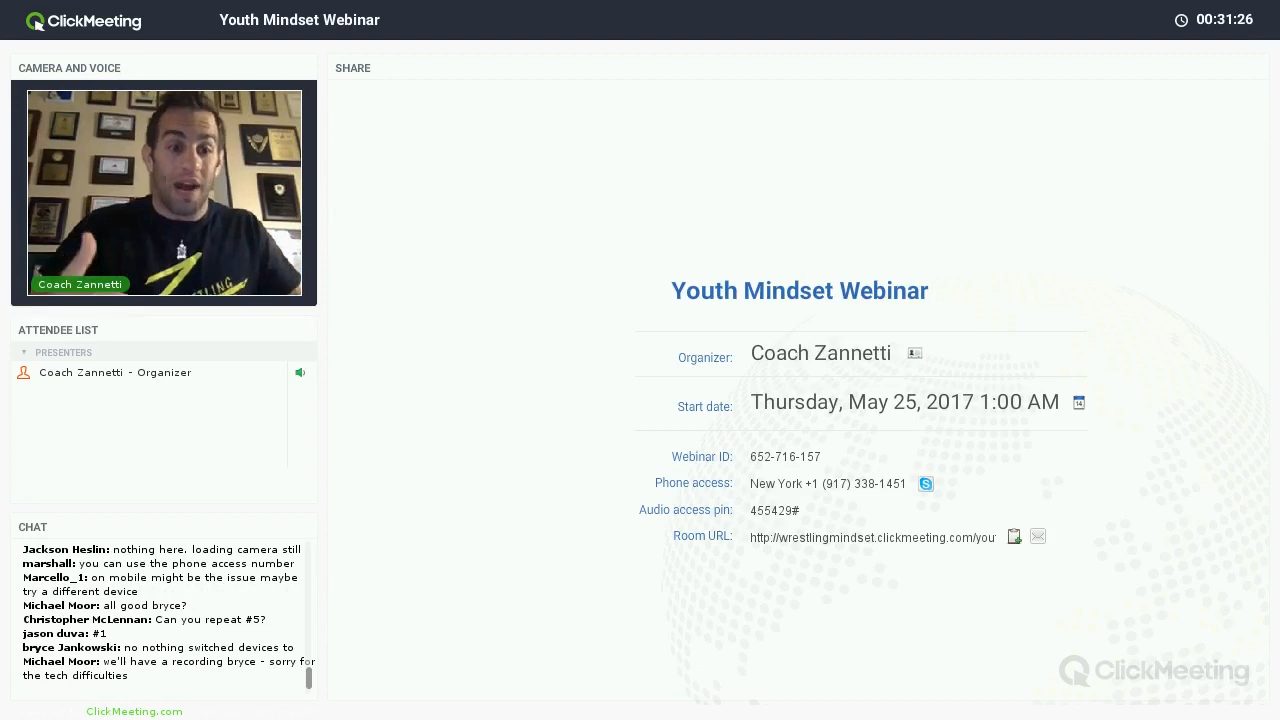 ClickMeeting
Youth Mindset Webinar
00:31:26
CAMERA AND VOICE
Coach Zannetti
ATTENDEE LIST
PRESENTERS
Coach Zannetti - Organizer
CHAT
Jackson Heslin: nothing here. loading camera still
marshall: you can use the phone access number
Marcello_1: on mobile might be the issue maybe
try a different device
Michael Moor: all good bryce?
Christopher McLennan: Can you repeat #5?
jason duva: #1
bryce Jankowski: no nothing switched devices to
Michael Moor: we'll have a recording bryce - sorry for
the tech difficulties
ClickMeeting.com
SHARE
Youth Mindset Webinar
Organizer: Coach Zannetti
Start date: Thursday, May 25, 2017 1:00 AM
14
Webinar ID: 652-716-157
Phone access: New York +1 (917) 338-1451
Audio access pin: 455429#
Room URL: http://wrestlingmindset.clickmeeting.com/your
ClickMeeting